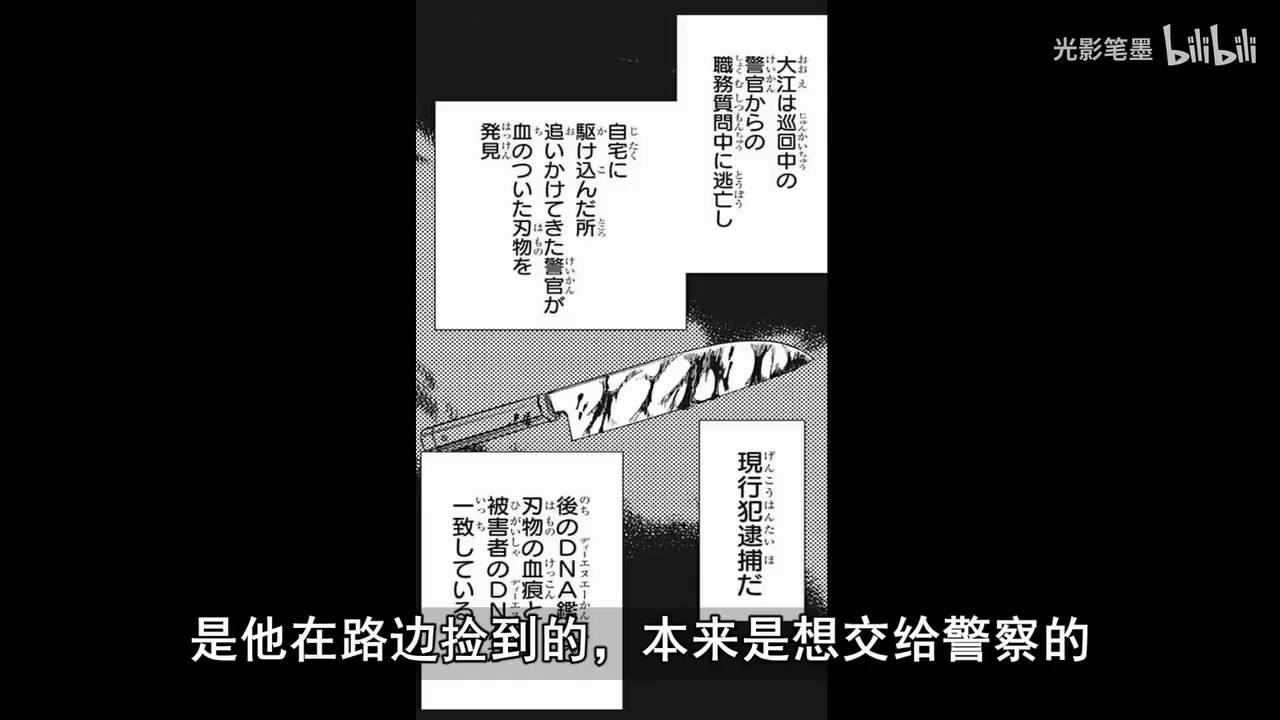 光影笔墨 bilibili
大江は巡回中の
警官からの
職務質問中に逃亡し
自宅に
駆け込んだ所
追いかけてきた警官が
血のついた刃物を
発見
現行犯逮捕だ
後のDNA鑑
刃物の血痕と
被害者のDN
一致している
是他在路边捡到的，本来是想交给警察的